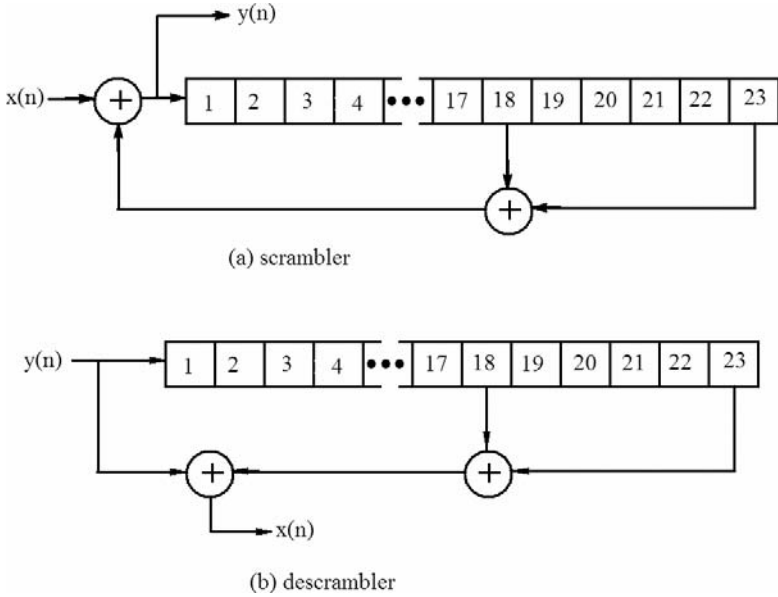 y(n)
x(n)
+
1 2 3 4 ••• 17 18 19 20 21 22 23
+
(a) scrambler
y(n)
1 2 3 4 ••• 17 18 19 20 21 22 23
+ +
x(n)
(b) descrambler